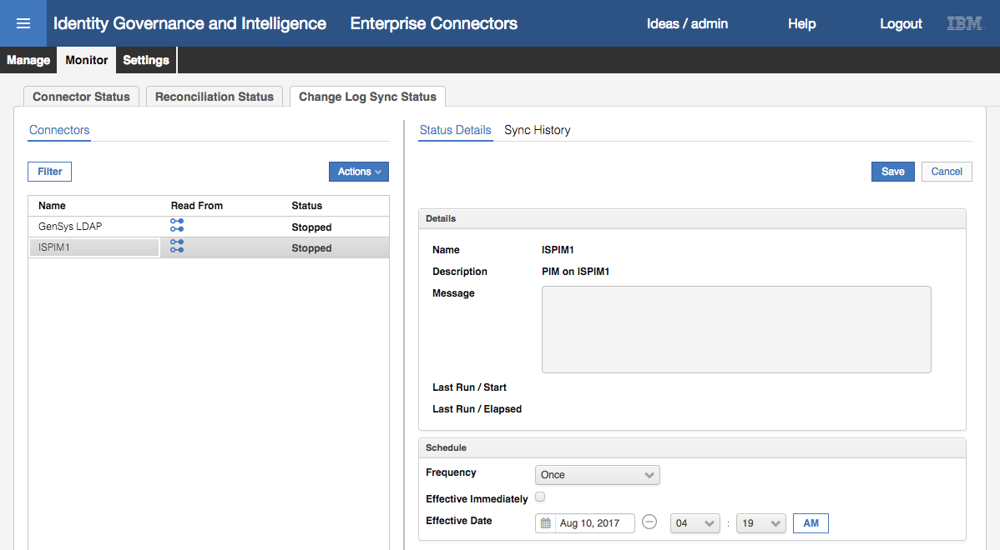 Identity Governance and Intelligence Enterprise Connectors Ideas / admin Help Logout IBM
Manage Monitor Settings
Connector Status Reconciliation Status Change Log Sync Status
Connectors
Filter Actions
Name Read From Status
GenSys LDAP Stopped
ISPIM1 Stopped
Status Details Sync History
Save Cancel
Details
Name ISPIM1
Description PIM on ISPIM1
Message
Last Run / Start
Last Run / Elapsed
Schedule
Frequency Once
Effective Immediately
Effective Date Aug 10, 2017 04 : 19 AM